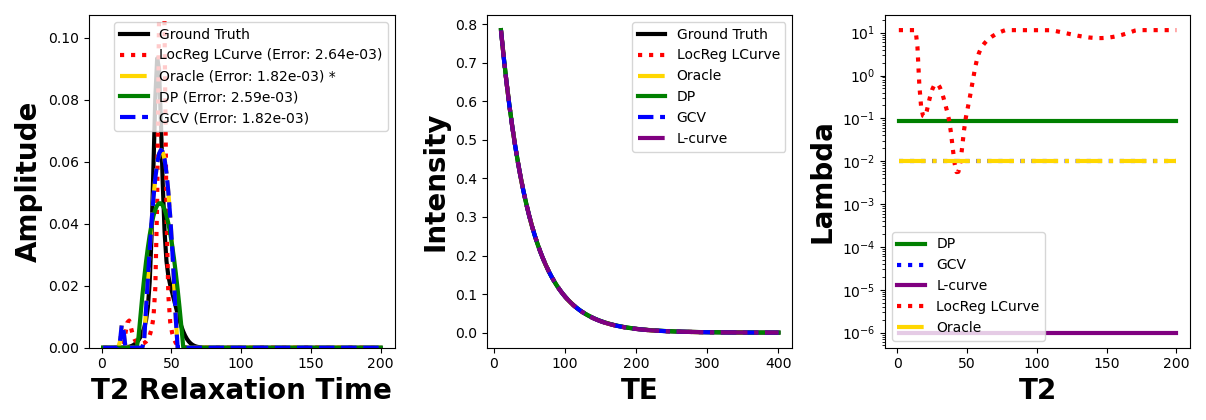 Amplitude
0.10
0.08
0.06
0.04
0.02
0.00
Ground Truth
LocReg LCurve (Error: 2.64e-03)
Oracle (Error: 1.82e-03) *
DP (Error: 2.59e-03)
GCV (Error: 1.82e-03)
0 50 100 150 200
T2 Relaxation Time
Intensity
0.8
0.7
0.6
0.5
0.4
0.3
0.2
0.1
0.0
Ground Truth
LocReg LCurve
Oracle
DP
GCV
L-curve
0 100 200 300 400
TE
Lambda
10¹
10⁰
10⁻¹
10⁻²
10⁻³
10⁻⁴
10⁻⁵
10⁻⁶
DP
GCV
L-curve
LocReg LCurve
Oracle
0 50 100 150 200
T2